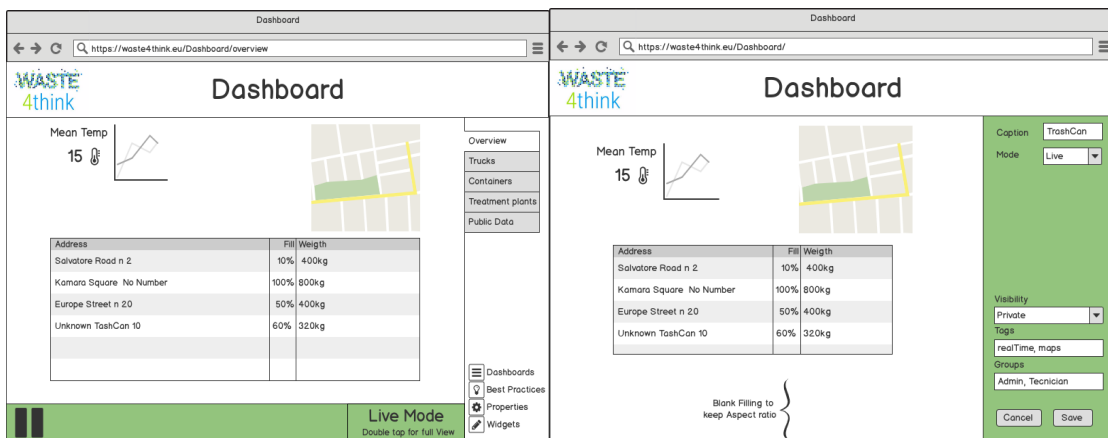 Dashboard
https://waste4think.eu/Dashboard/overview
WASTE
4think
Dashboard
Mean Temp
15
Overview
Trucks
Containers
Treatment plants
Public Data
Address Fill Weigth
Salvatore Road n 2 10% 400kg
Kamara Square No Number 100% 800kg
Europe Street n 20 50% 400kg
Unknown TashCan 10 60% 320kg
Dashboards
Best Practices
Properties
Widgets
Live Mode
Double tap for full View
Dashboard
https://waste4think.eu/Dashboard/
WASTE
4think
Dashboard
Mean Temp
15
Caption TrashCan
Mode Live
Address Fill Weigth
Salvatore Road n 2 10% 400kg
Kamara Square No Number 100% 800kg
Europe Street n 20 50% 400kg
Unknown TashCan 10 60% 320kg
Blank Filling to
keep Aspect ratio
Visibility
Private
Tags
realTime, maps
Groups
Admin, Tecnician
Cancel Save